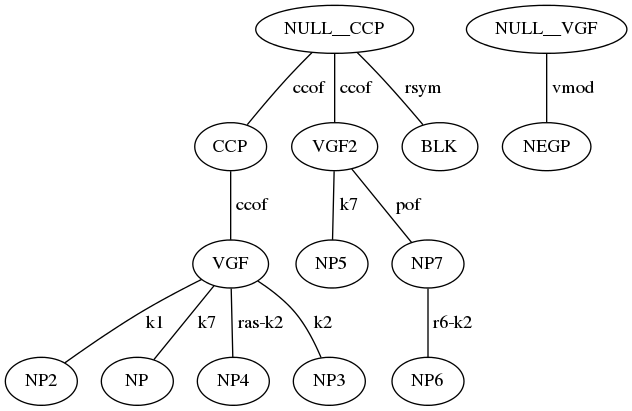 NULL__CCP NULL__VGF
ccof ccof rsym vmod
CCP VGF2 BLK NEGP
ccof k7 pof
VGF NP5 NP7
k1 k7 ras-k2 k2 r6-k2
NP2 NP NP4 NP3 NP6